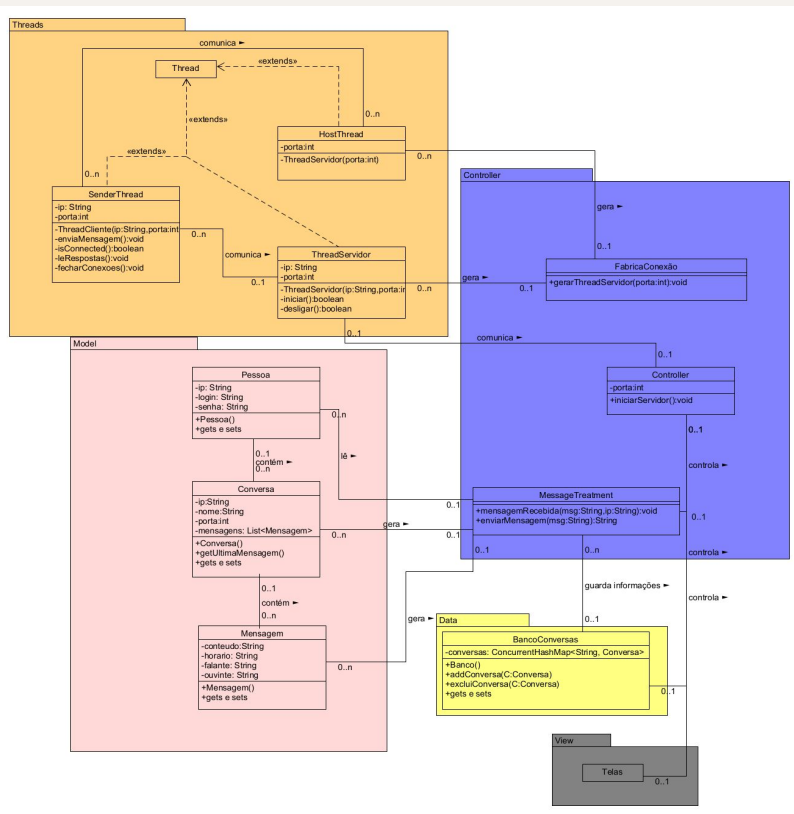 Threads
comunica ►
Thread
«extends»
«extends»
«extends»
0..n
HostThread
-porta:int
-ThreadServidor(porta:int)
0..n
0..n
SenderThread
-ip: String
-porta:int
-ThreadCliente(ip:String,porta:int
-enviaMensagem():void
-isConnected():boolean
-leRespostas():void
-fecharConexoes():void
0..n
comunica ►
0..1
ThreadServidor
-ip: String
-porta:int
-ThreadServidor(ip:String,porta:in
-iniciar():boolean
-desligar():boolean
0..n
0..1
Controller
gera ►
0..1
FabricaConexão
+gerarThreadServidor(porta:int):void
gera ►
0..1
comunica ►
0..1
Controller
-porta:int
+iniciarServidor():void
0..1
controla ►
Model
Pessoa
-ip: String
-login: String
-senha: String
+Pessoa()
+gets e sets
0..n
lê ►
0..1
contém ►
0..n
Conversa
-ip:String
-nome:String
-porta:int
-mensagens: List<Mensagem>
+Conversa()
+getUltimaMensagem()
+gets e sets
0..n
gera ►
0..1
0..1
MessageTreatment
+mensagemRecebida(msg:String,ip:String):void
+enviarMensagem(msg:String):String
0..1
0..1
0..n
controla ►
0..1
contém ►
0..n
Mensagem
-conteudo:String
-horario: String
-falante: String
-ouvinte: String
+Mensagem()
+gets e sets
0..n
gera ►
guarda informações ►
0..1
controla ►
Data
BancoConversas
-conversas: ConcurrentHashMap<String, Conversa>
+Banco()
+addConversa(C:Conversa)
+excluiConversa(C:Conversa)
+gets e sets
0..1
View
Telas
0..1